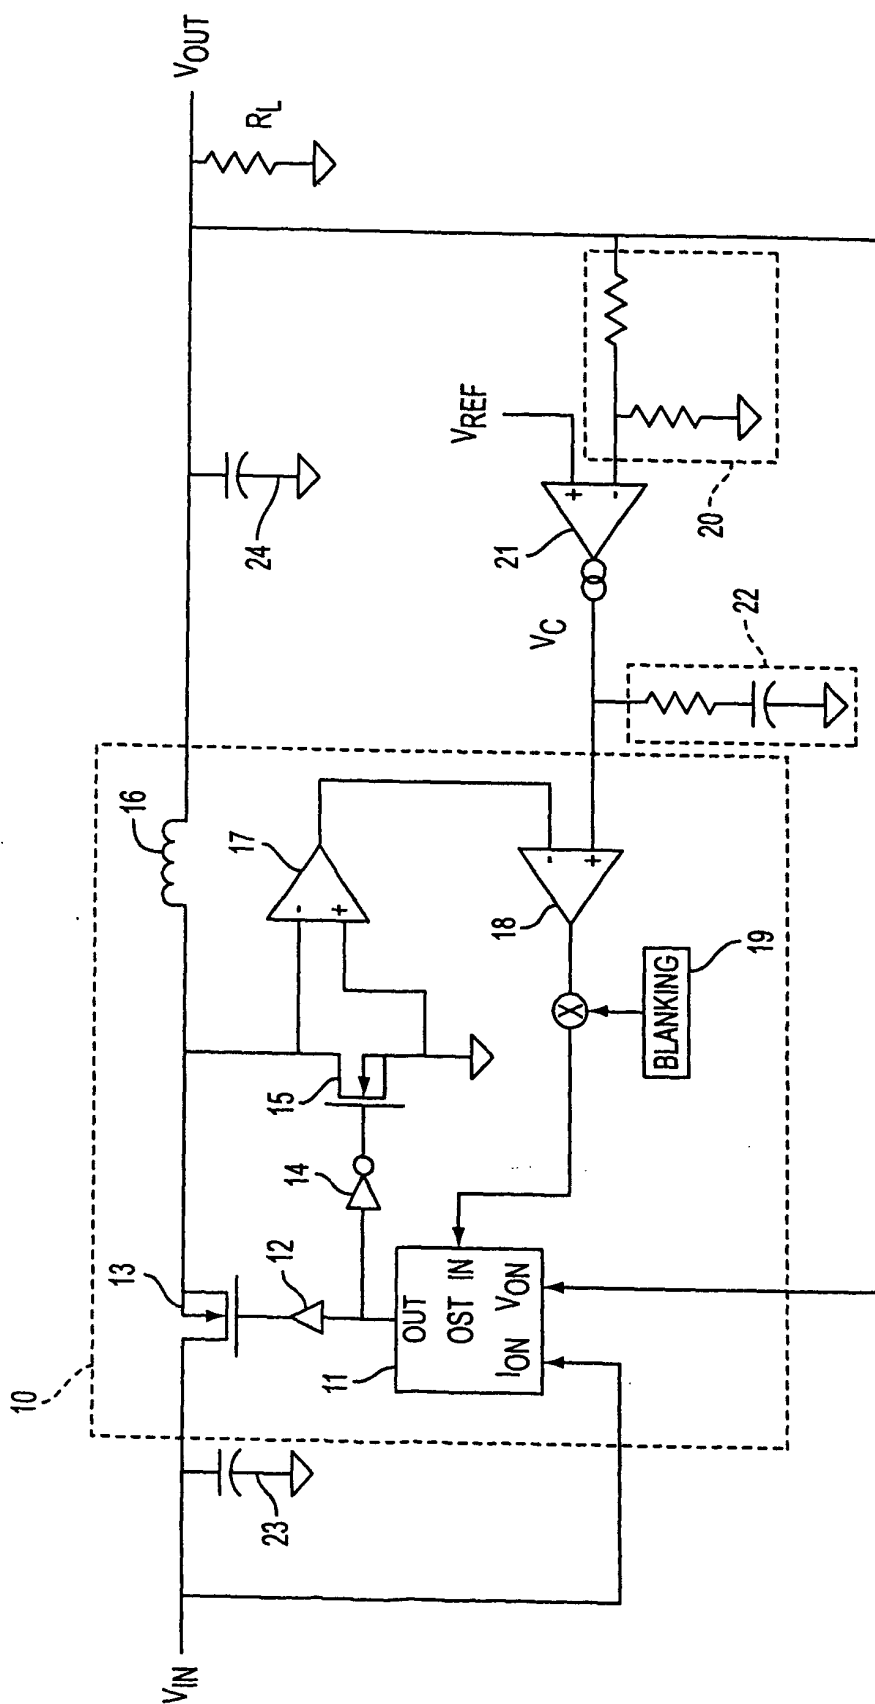 VIN
VOUT
RL
10
13
12
14
15
16
17
18
19
20
21
22
23
24
11
OUT
OST IN
ION VON
BLANKING
X
- +
- +
VREF
+ -
VC